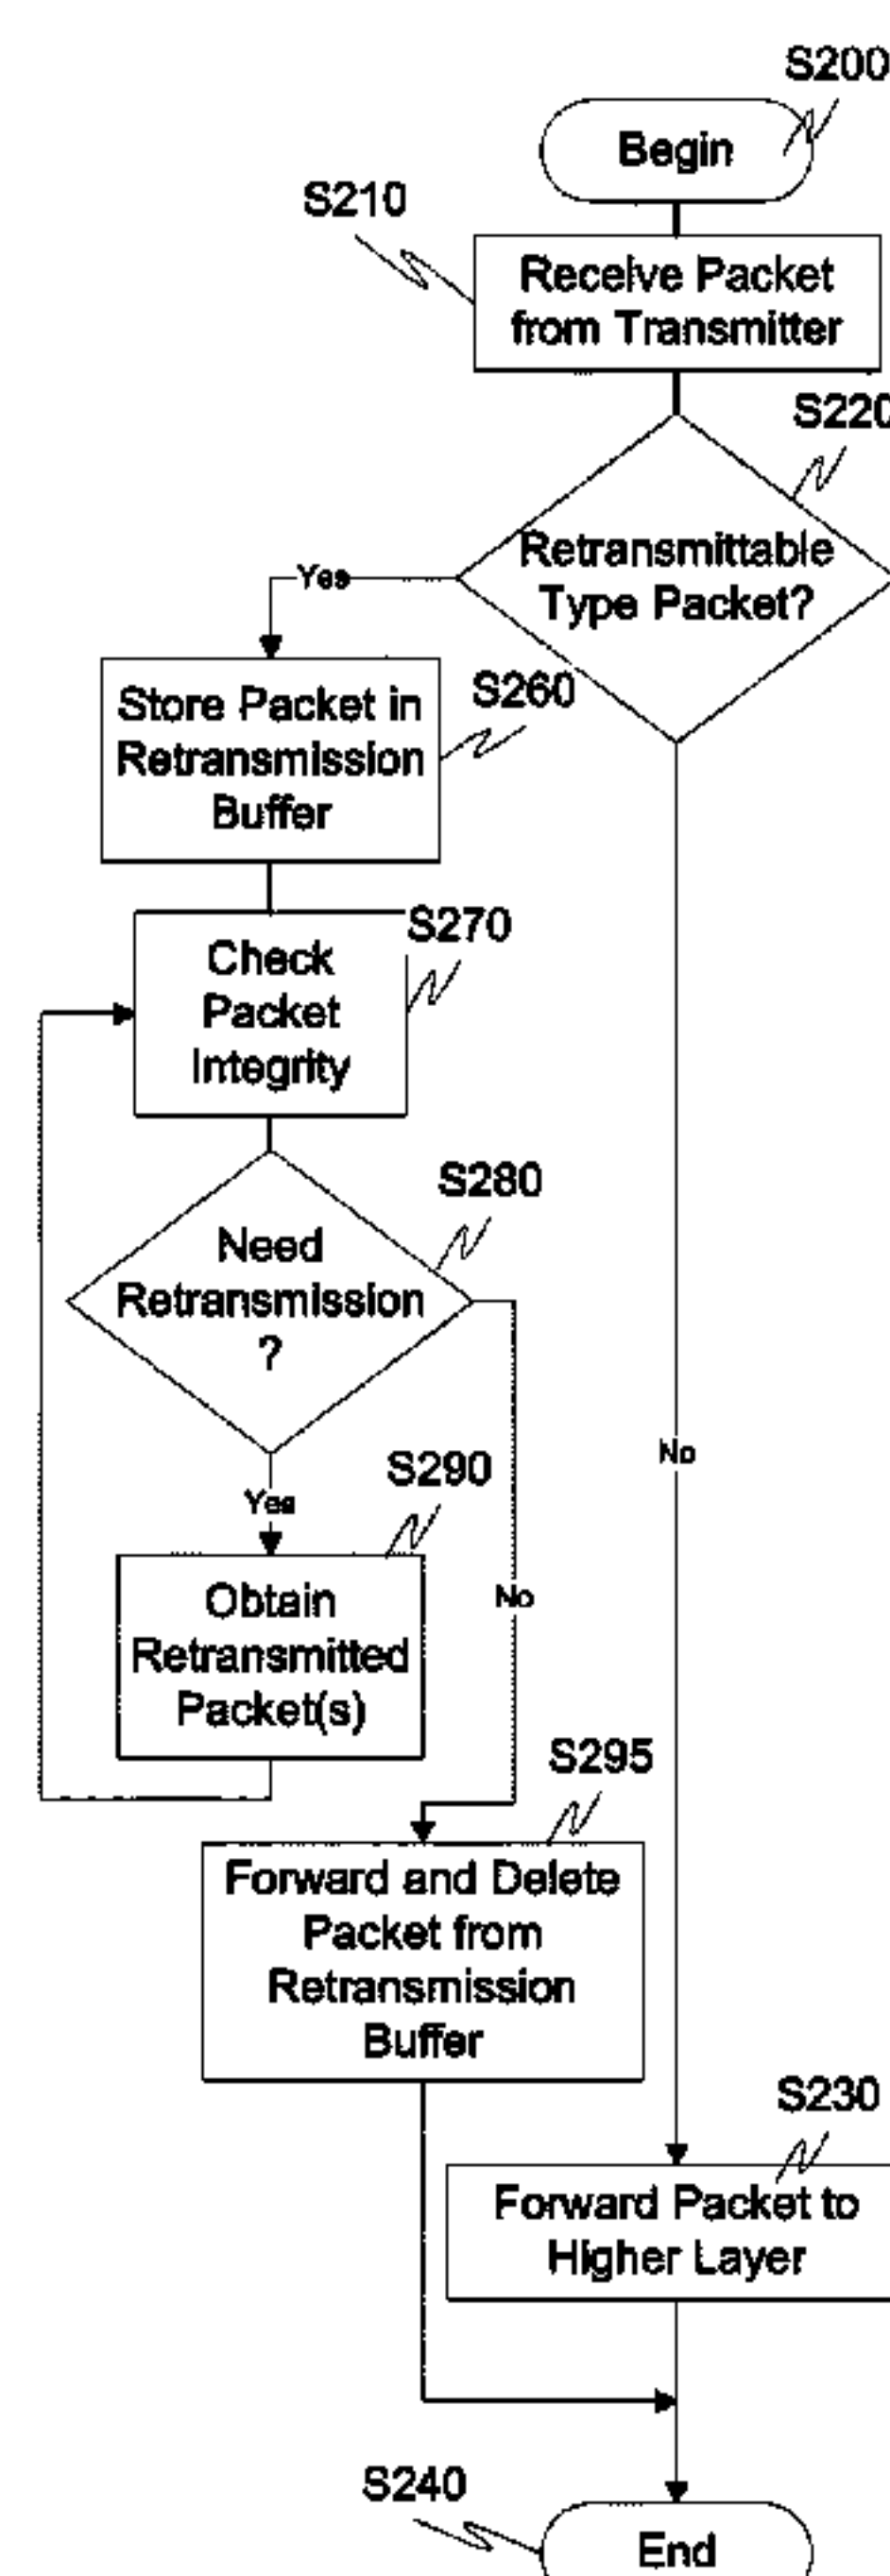 S200
Begin
S210
Receive Packet
from Transmitter
S220
Retransmittable
Type Packet?
Yes
Store Packet in
Retransmission
Buffer
S260
S270
Check
Packet
Integrity
S280
Need
Retransmission
?
No
S290
Yes
Obtain
Retransmitted
Packet(s)
No
S295
Forward and Delete
Packet from
Retransmission
Buffer
S230
Forward Packet to
Higher Layer
S240
End